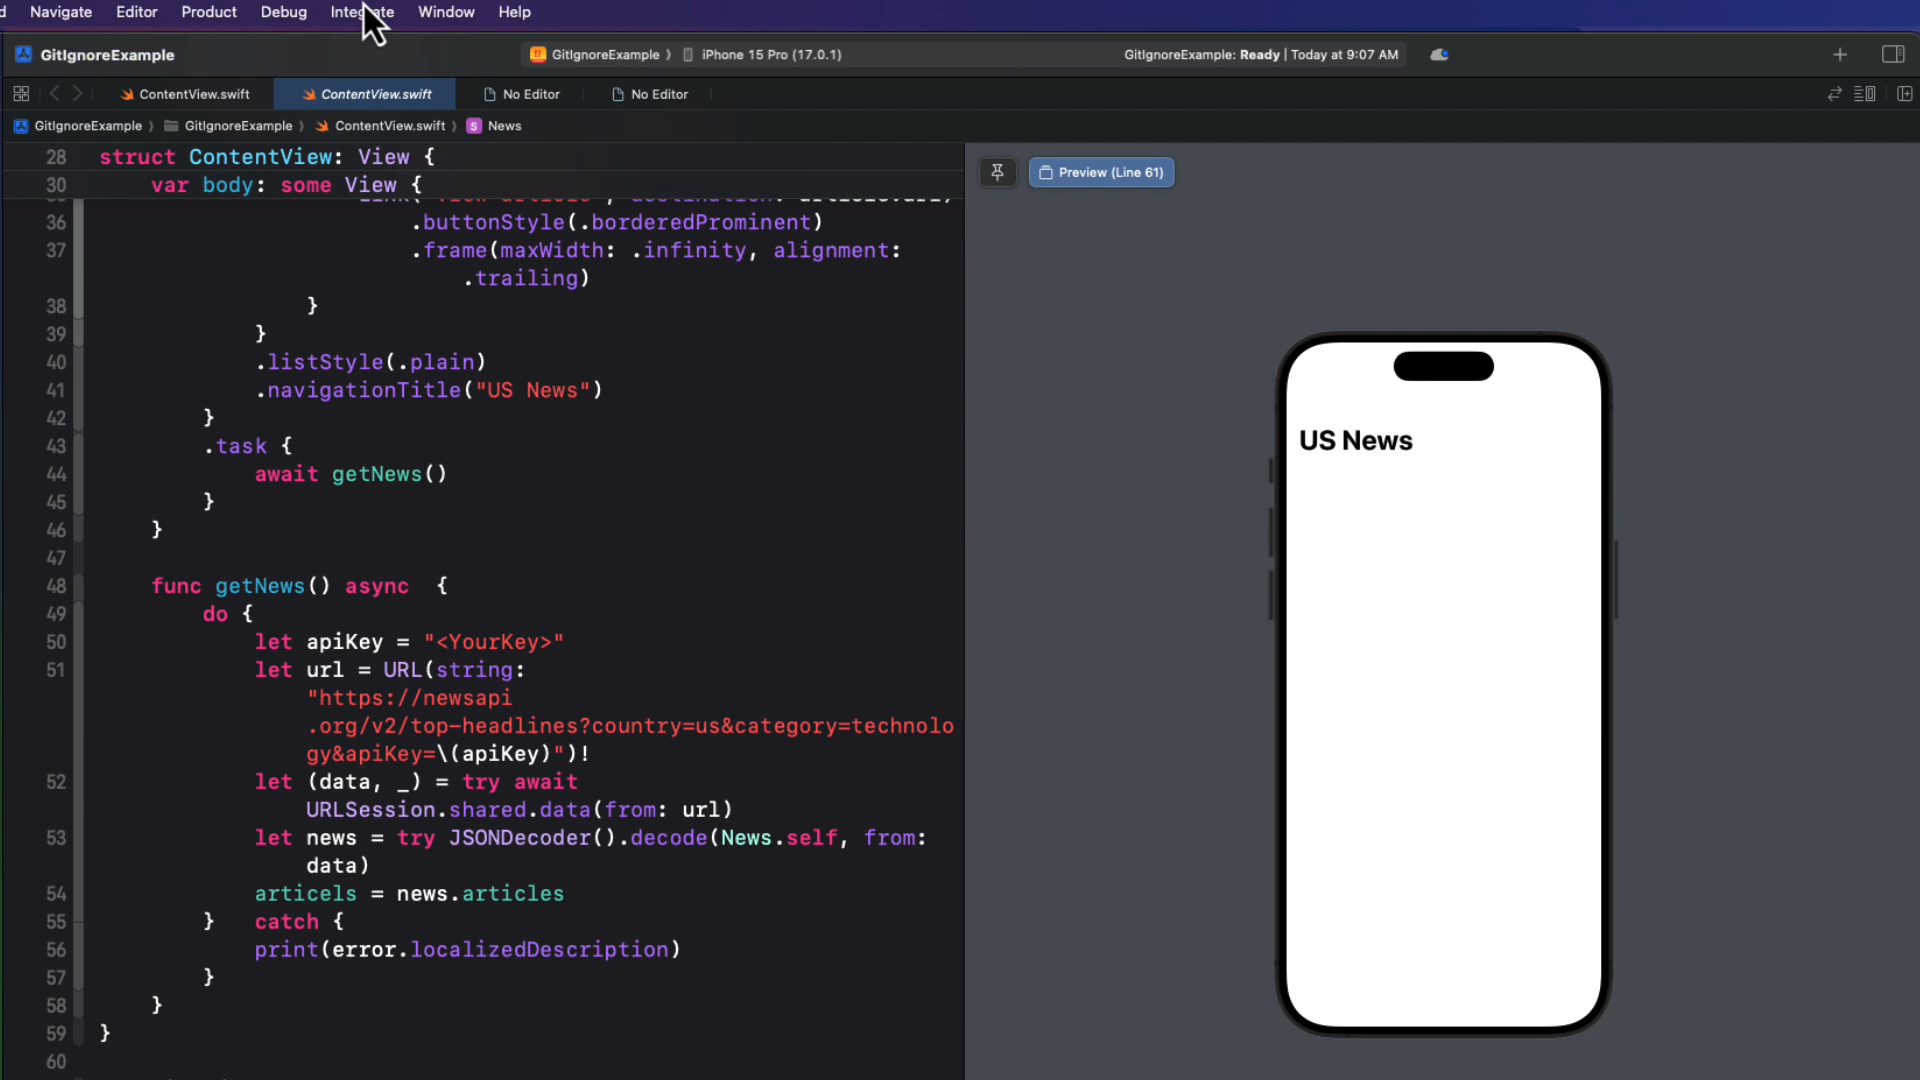 Navigate Editor Product Debug Integrate Window Help
GitIgnoreExample
GitIgnoreExample iPhone 15 Pro (17.0.1) GitIgnoreExample: Ready | Today at 9:07 AM
ContentView.swift ContentView.swift No Editor No Editor
GitIgnoreExample GitIgnoreExample ContentView.swift S News
28 struct ContentView: View {
30 var body: some View {
36 .buttonStyle(.borderedProminent)
37 .frame(maxWidth: .infinity, alignment:
.trailing)
38 }
39 }
40 .listStyle(.plain)
41 .navigationTitle("US News")
42 }
43 .task {
44 await getNews()
45 }
46 }
47
48 func getNews() async  {
49 do {
50 let apiKey = "<YourKey>"
51 let url = URL(string:
"https://newsapi
.org/v2/top-headlines?country=us&category=technolo
gy&apiKey=\(apiKey)")!
52 let (data, _) = try await
URLSession.shared.data(from: url)
53 let news = try JSONDecoder().decode(News.self, from:
data)
54 articels = news.articles
55 }   catch {
56 print(error.localizedDescription)
57 }
58 }
59 }
60
Preview (Line 61)
US News